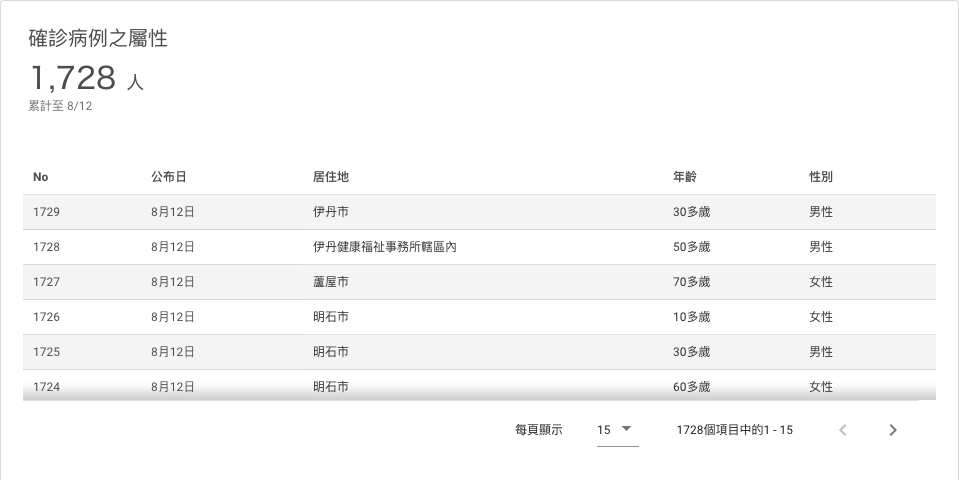 確診病例之屬性
1,728 人
累計至 8/12
No 公布日 居住地 年齡 性別
1729 8月12日 伊丹市 30多歲 男性
1728 8月12日 伊丹健康福祉事務所轄區內 50多歲 男性
1727 8月12日 蘆屋市 70多歲 女性
1726 8月12日 明石市 10多歲 女性
1725 8月12日 明石市 30多歲 男性
1724 8月12日 明石市 60多歲 女性
每頁顯示 15 1728個項目中的1 - 15